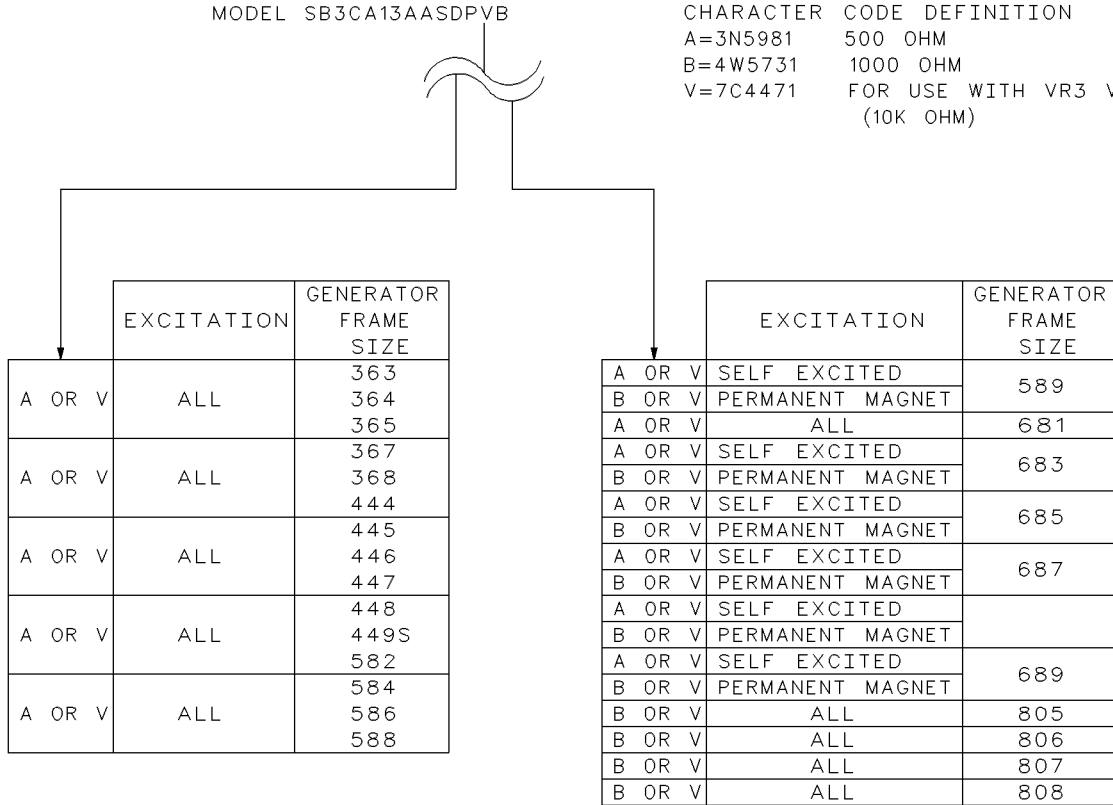 MODEL SB3CA13AASDPVB
CHARACTER CODE DEFINITION
A=3N5981 500 OHM
B=4W5731 1000 OHM
V=7C4471 FOR USE WITH VR3 V
(10K OHM)
EXCITATION GENERATOR FRAME SIZE
A OR V ALL 363
364
365
A OR V ALL 367
368
444
A OR V ALL 445
446
447
A OR V ALL 448
449S
582
A OR V ALL 584
586
588
EXCITATION GENERATOR FRAME SIZE
A OR V SELF EXCITED 589
B OR V PERMANENT MAGNET
A OR V ALL 681
A OR V SELF EXCITED 683
B OR V PERMANENT MAGNET
A OR V SELF EXCITED 685
B OR V PERMANENT MAGNET
A OR V SELF EXCITED 687
B OR V PERMANENT MAGNET
A OR V SELF EXCITED
B OR V PERMANENT MAGNET
A OR V SELF EXCITED 689
B OR V PERMANENT MAGNET
B OR V ALL 805
B OR V ALL 806
B OR V ALL 807
B OR V ALL 808